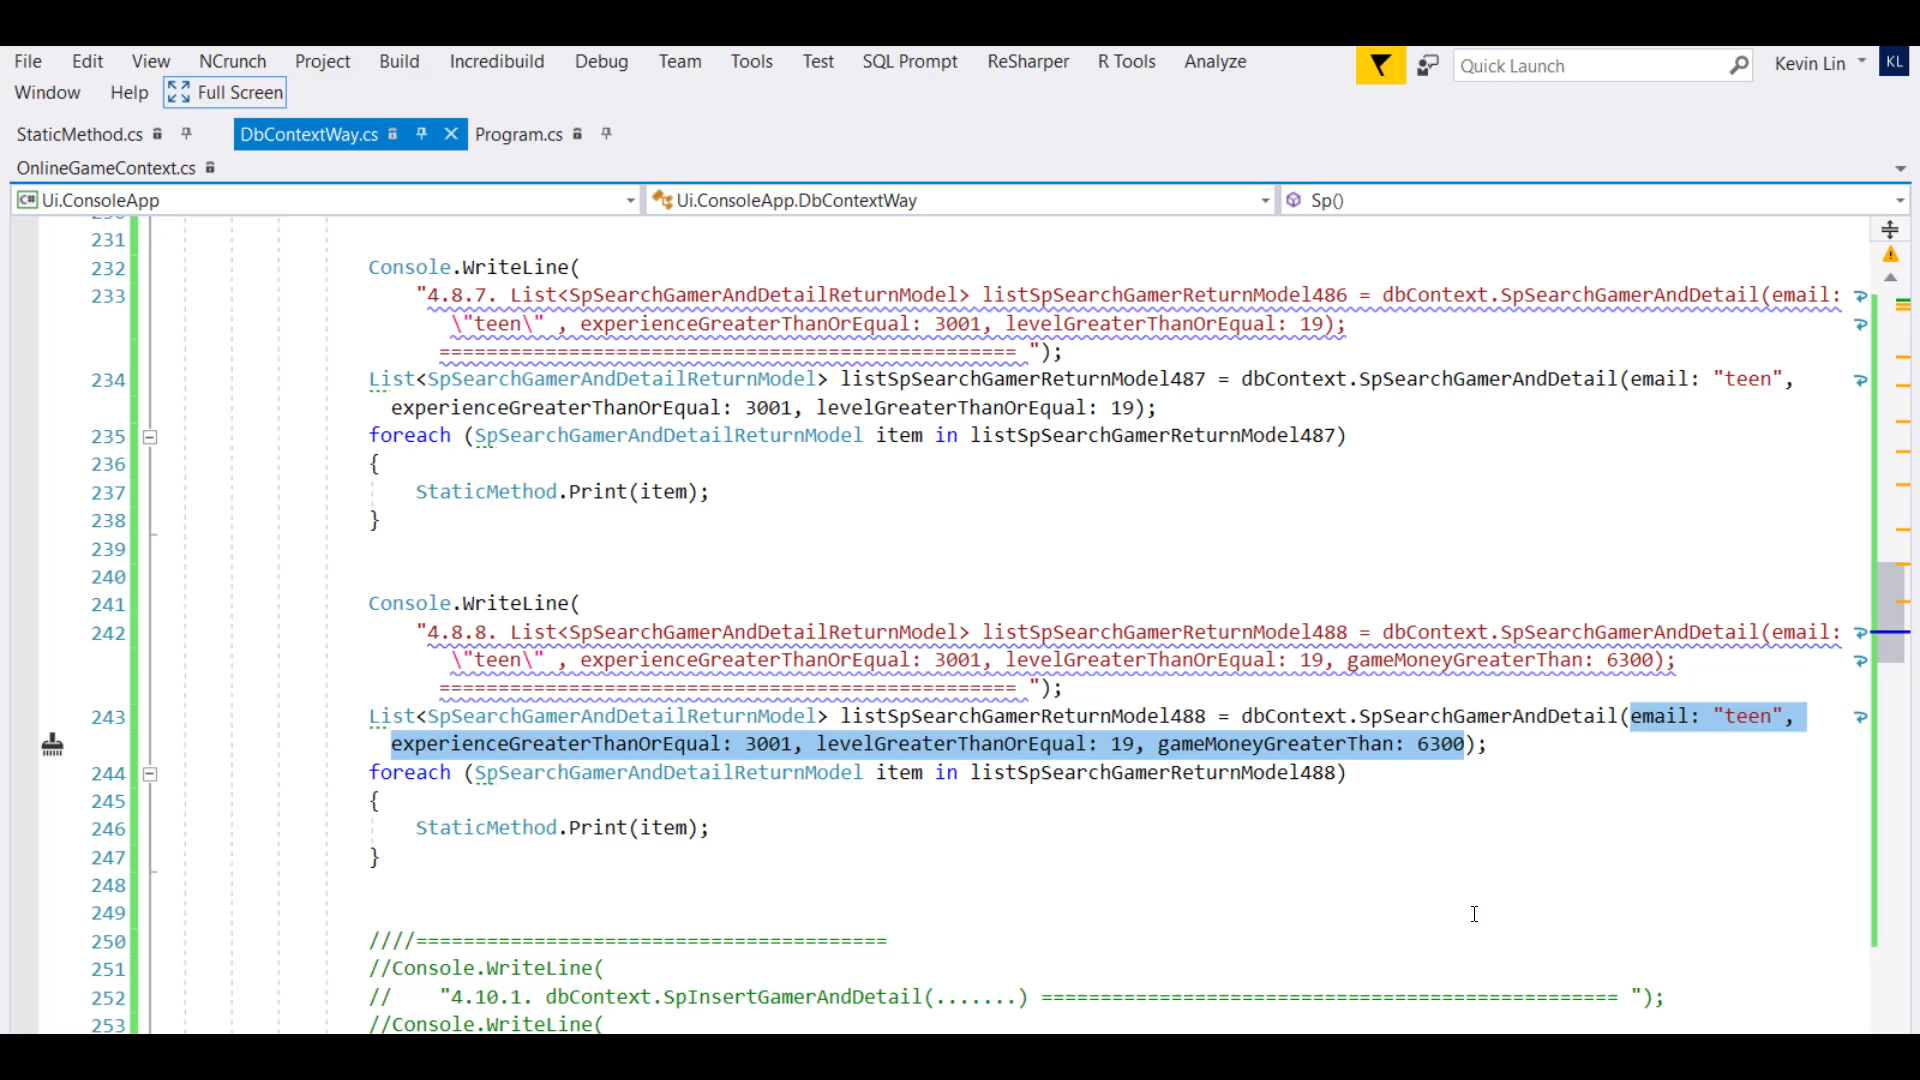 File Edit View NCrunch Project Build Incredibuild Debug Team Tools Test SQL Prompt ReSharper R Tools Analyze Quick Launch Kevin Lin KL
Window Help Full Screen
StaticMethod.cs DbContextWay.cs Program.cs
OnlineGameContext.cs
C# Ui.ConsoleApp Ui.ConsoleApp.DbContextWay Sp()
231
232 Console.WriteLine(
233 "4.8.7. List<SpSearchGamerAndDetailReturnModel> listSpSearchGamerReturnModel486 = dbContext.SpSearchGamerAndDetail(email:
\"teen\" , experienceGreaterThanOrEqual: 3001, levelGreaterThanOrEqual: 19);
================================================= ");
234 List<SpSearchGamerAndDetailReturnModel> listSpSearchGamerReturnModel487 = dbContext.SpSearchGamerAndDetail(email: "teen",
experienceGreaterThanOrEqual: 3001, levelGreaterThanOrEqual: 19);
235 foreach (SpSearchGamerAndDetailReturnModel item in listSpSearchGamerReturnModel487)
236 {
237 StaticMethod.Print(item);
238 }
239
240
241 Console.WriteLine(
242 "4.8.8. List<SpSearchGamerAndDetailReturnModel> listSpSearchGamerReturnModel488 = dbContext.SpSearchGamerAndDetail(email:
\"teen\" , experienceGreaterThanOrEqual: 3001, levelGreaterThanOrEqual: 19, gameMoneyGreaterThan: 6300);
================================================= ");
243 List<SpSearchGamerAndDetailReturnModel> listSpSearchGamerReturnModel488 = dbContext.SpSearchGamerAndDetail(email: "teen",
experienceGreaterThanOrEqual: 3001, levelGreaterThanOrEqual: 19, gameMoneyGreaterThan: 6300);
244 foreach (SpSearchGamerAndDetailReturnModel item in listSpSearchGamerReturnModel488)
245 {
246 StaticMethod.Print(item);
247 }
248
249
250 ////========================================
251 //Console.WriteLine(
252 // "4.10.1. dbContext.SpInsertGamerAndDetail(.......) ================================================= ");
253 //Console.WriteLine(